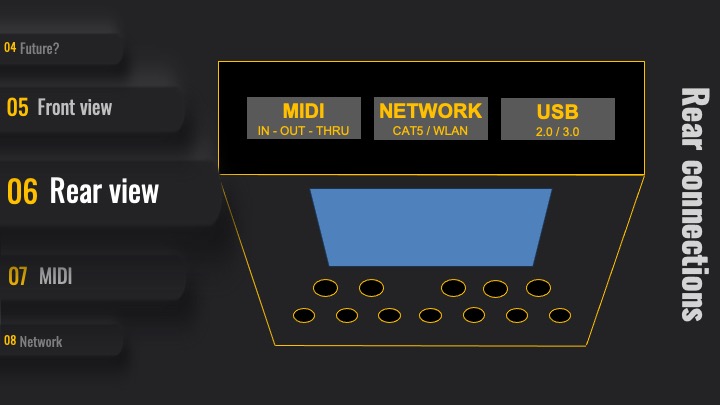 04 Future?
05 Front view
06 Rear view
07 MIDI
08 Network
MIDI
IN - OUT - THRU
NETWORK
CAT5 / WLAN
USB
2.0 / 3.0
Rear connections